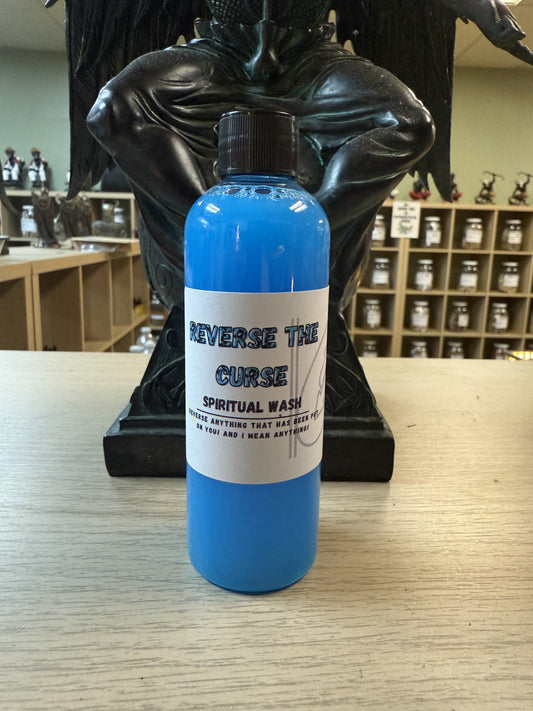 REVERSE THE
CURSE
SPIRITUAL WASH
REVERSE ANYTHING THAT HAS BEEN PUT
ON YOU! AND I MEAN ANYTHING!